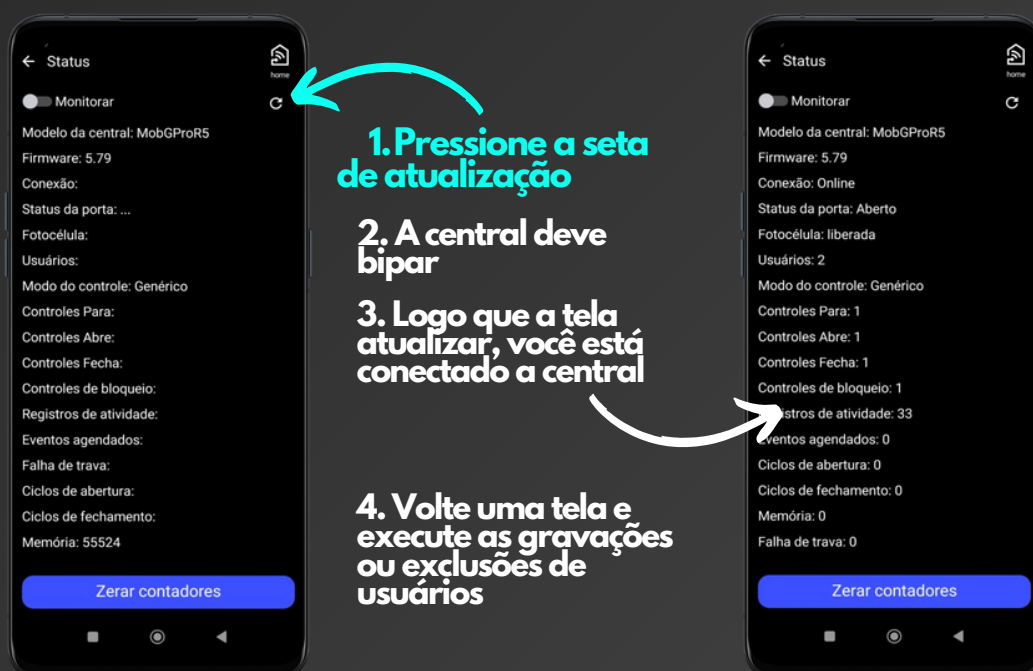 Status
home
Monitorar
Modelo da central: MobGProR5
Firmware: 5.79
Conexão:
Status da porta: ...
Fotocélula:
Usuários:
Modo do controle: Genérico
Controles Para:
Controles Abre:
Controles Fecha:
Controles de bloqueio:
Registros de atividade:
Eventos agendados:
Falha de trava:
Ciclos de abertura:
Ciclos de fechamento:
Memória: 55524
Zerar contadores
1. Pressione a seta
de atualização
2. A central deve
bipar
3. Logo que a tela
atualizar, você está
conectado a central
4. Volte uma tela e
execute as gravações
ou exclusões de
usuários
Status
home
Monitorar
Modelo da central: MobGProR5
Firmware: 5.79
Conexão: Online
Status da porta: Aberto
Fotocélula: liberada
Usuários: 2
Modo do controle: Genérico
Controles Para: 1
Controles Abre: 1
Controles Fecha: 1
Controles de bloqueio: 1
de atividade: 33
Eventos agendados: 0
Ciclos de abertura: 0
Ciclos de fechamento: 0
Memória: 0
Falha de trava: 0
Zerar contadores